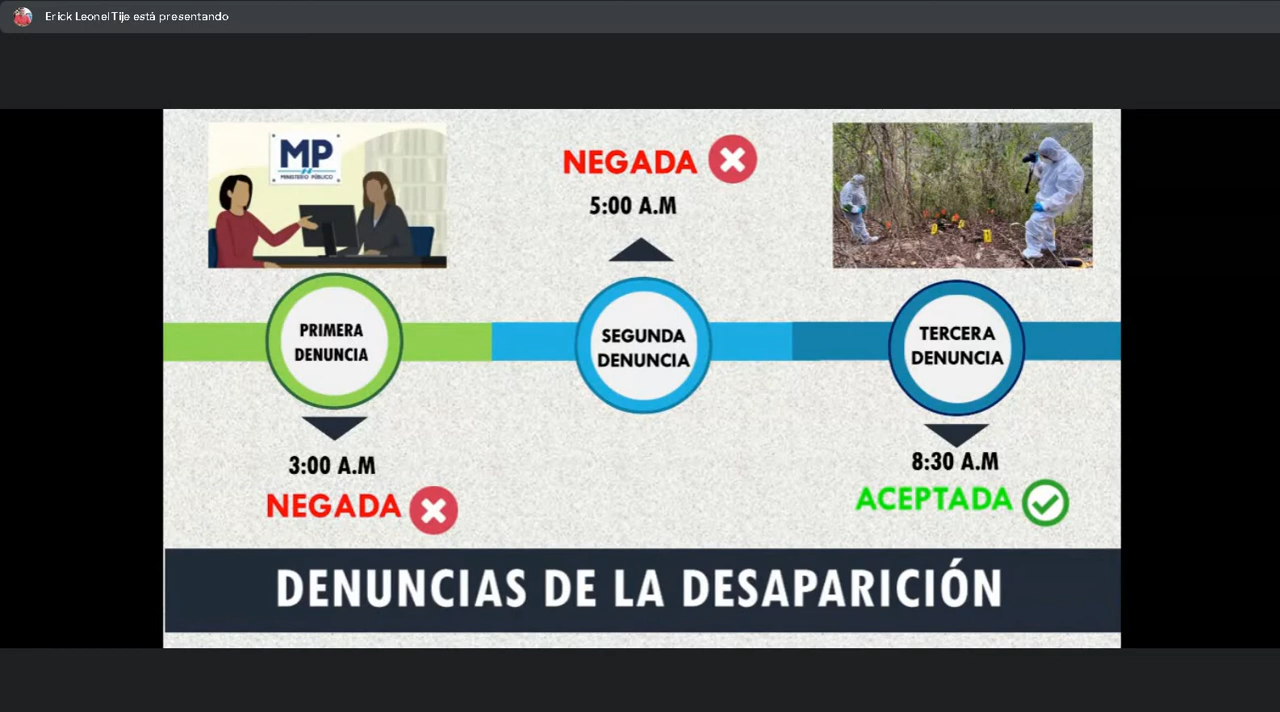 Erick Leonel Tije está presentando
MP
MINISTERIO PÚBLICO
PRIMERA
DENUNCIA
3:00 A.M
NEGADA
NEGADA
5:00 A.M
SEGUNDA
DENUNCIA
TERCERA
DENUNCIA
8:30 A.M
ACEPTADA
DENUNCIAS DE LA DESAPARICIÓN